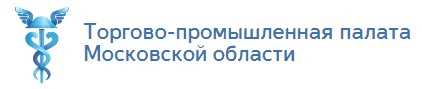 Торгово-промышленная палата
Московской области